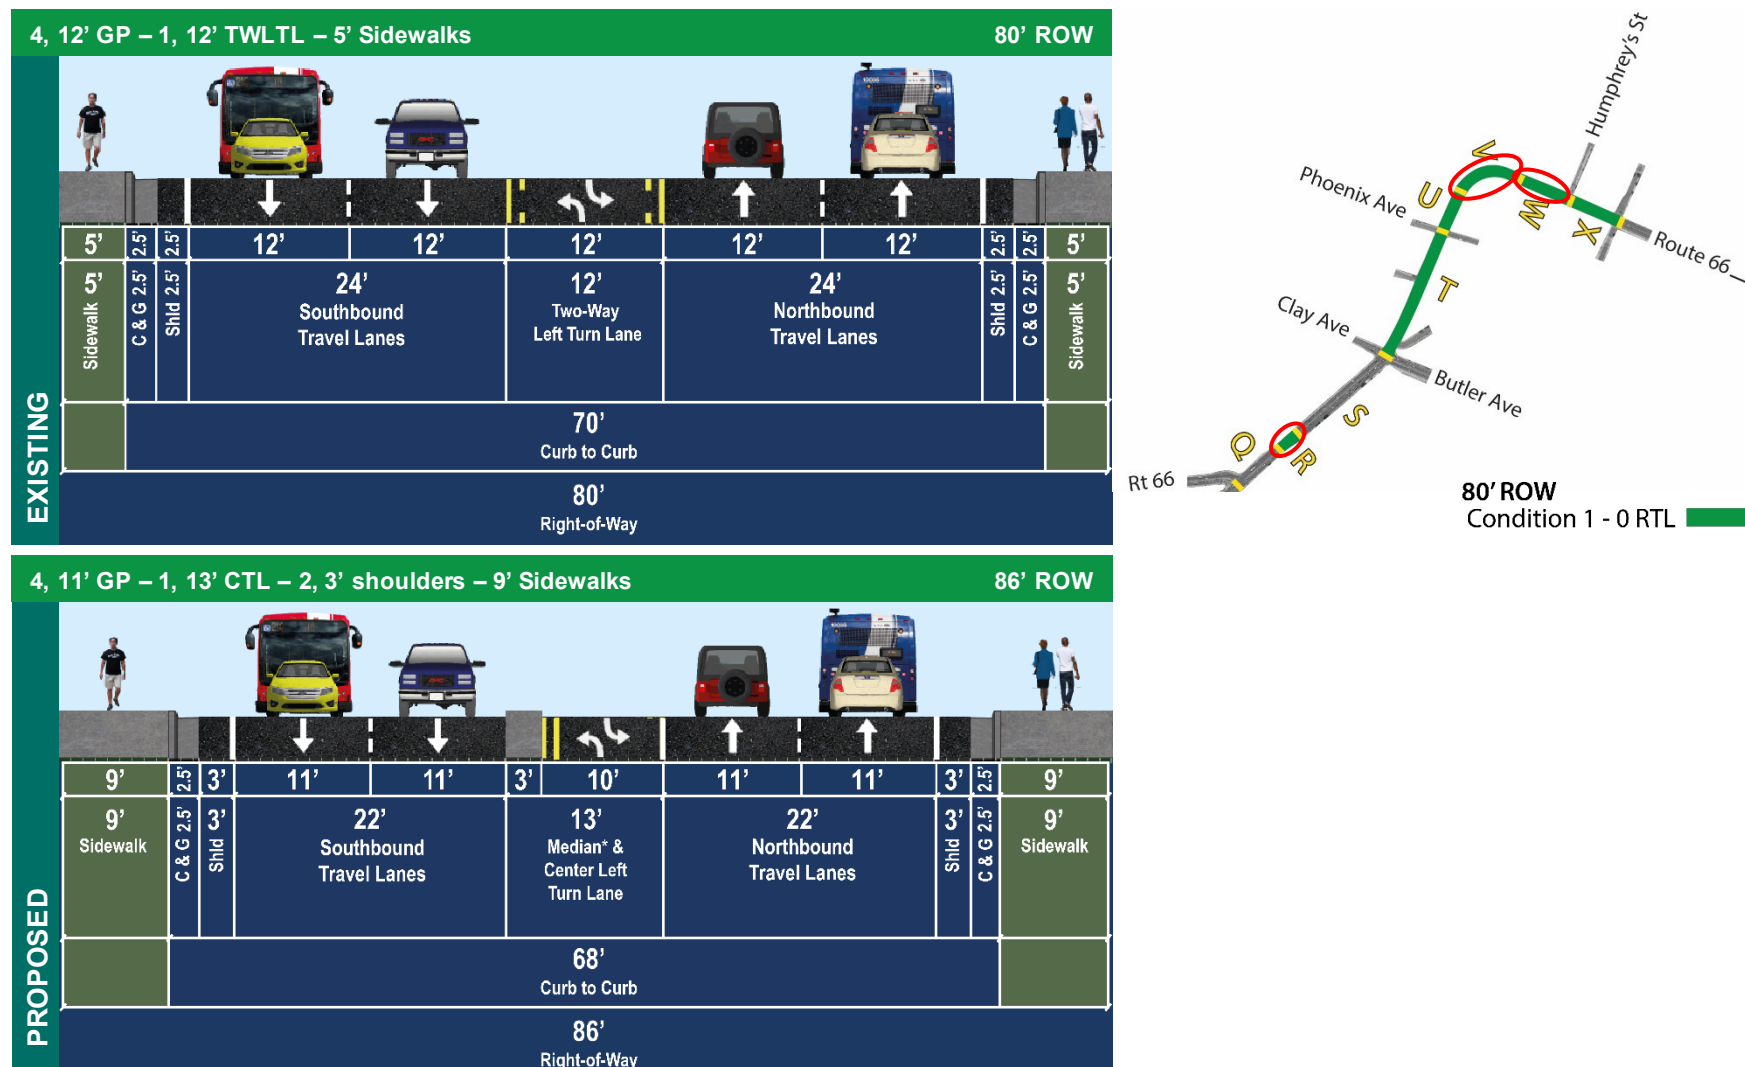 4, 12’ GP – 1, 12’ TWLTL – 5’ Sidewalks
80’ ROW
EXISTING
5’ 2.5’ 2.5’ 12’ 12’ 12’ 12’ 12’ 2.5’ 2.5’ 5’
5’
Sidewalk
C & G 2.5’
Shld 2.5’
24’
Southbound
Travel Lanes
12’
Two-Way
Left Turn Lane
24’
Northbound
Travel Lanes
Shld 2.5’
C & G 2.5’
5’
Sidewalk
70’
Curb to Curb
80’
Right-of-Way
4, 11’ GP – 1, 13’ CTL – 2, 3’ shoulders – 9’ Sidewalks
86’ ROW
PROPOSED
9’ 2.5’ 3’ 11’ 11’ 3’ 10’ 11’ 11’ 3’ 2.5’ 9’
9’
Sidewalk
C & G 2.5’
3’
Shld
22’
Southbound
Travel Lanes
13’
Median* &
Center Left
Turn Lane
22’
Northbound
Travel Lanes
3’
Shld
C & G 2.5’
9’
Sidewalk
68’
Curb to Curb
86’
Right-of-Way
Humphrey's St
Phoenix Ave
V
U
W
X
Route 66
T
Clay Ave
Butler Ave
S
Q
R
Rt 66
80' ROW
Condition 1 - 0 RTL